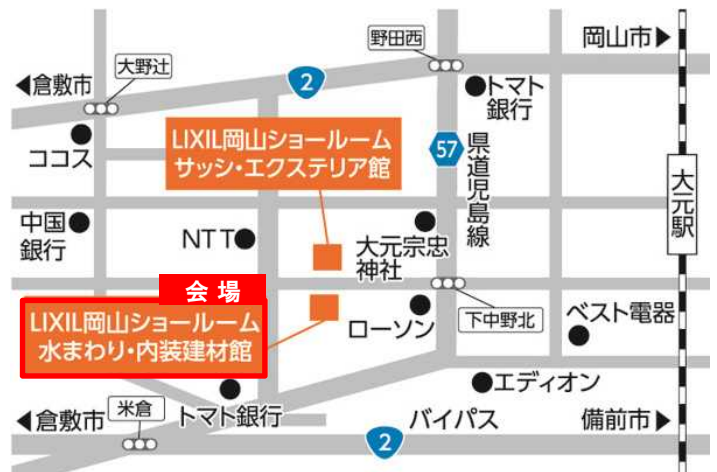 野田西
岡山市▶
大野辻
◀倉敷市
2
トマト
銀行
ココス
LIXIL岡山ショールーム
サッシ・エクステリア館
57
県道児島線
大元駅
中国
銀行
NTT
大元宗忠
神社
会場
LIXIL岡山ショールーム
水まわり・内装建材館
ローソン
下中野北
ベスト電器
エディオン
トマト銀行
◀倉敷市
米倉
2
バイパス
備前市▶